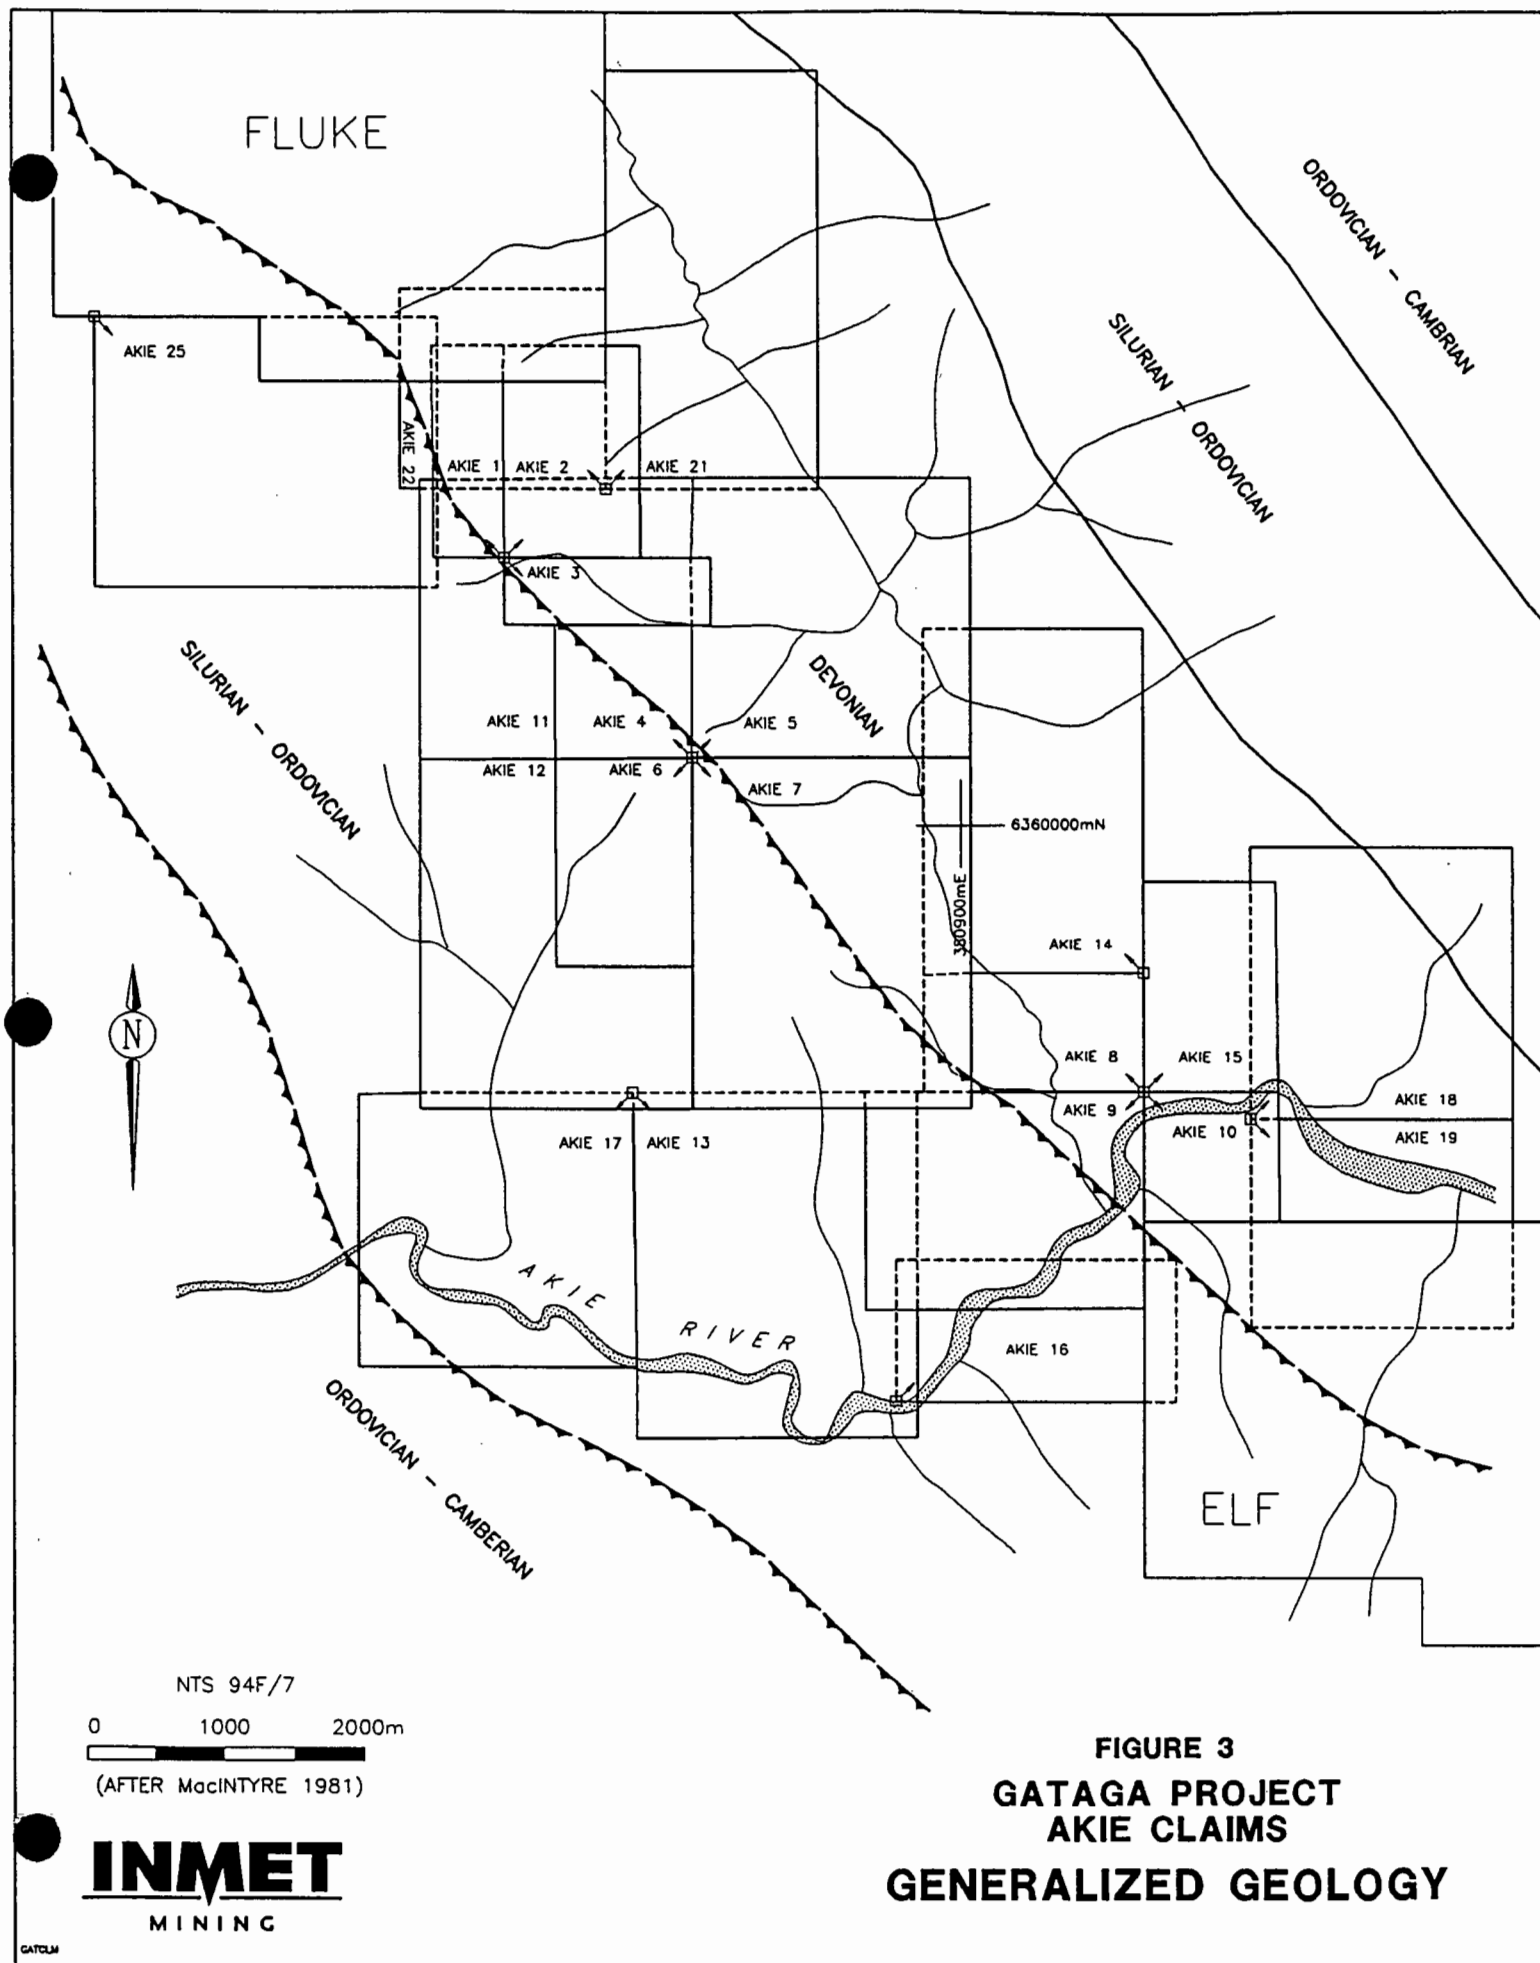 FLUKE
ORDOVICIAN - CAMBRIAN
SILURIAN - ORDOVICIAN
AKIE 25
AKIE 22
AKIE 1
AKIE 2
AKIE 21
AKIE 3
SILURIAN - ORDOVICIAN
DEVONIAN
AKIE 11
AKIE 4
AKIE 5
AKIE 12
AKIE 6
AKIE 7
6360000mN
380900mE
AKIE 14
N
AKIE 8
AKIE 15
AKIE 9
AKIE 10
AKIE 18
AKIE 19
AKIE 17
AKIE 13
AKIE RIVER
AKIE 16
ORDOVICIAN - CAMBERIAN
ELF
NTS 94F/7
0 1000 2000m
(AFTER MacINTYRE 1981)
INMET
MINING
GATCLM
FIGURE 3
GATAGA PROJECT
AKIE CLAIMS
GENERALIZED GEOLOGY